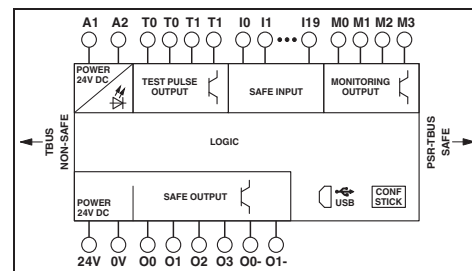 A1 A2 T0 T0 T1 T1 I0 I1 ••• I19 M0 M1 M2 M3
POWER
24V DC
TEST PULSE
OUTPUT
SAFE INPUT
MONITORING
OUTPUT
TBUS
NON-SAFE
LOGIC
PSR-TBUS
SAFE
POWER
24V DC
SAFE OUTPUT
USB
CONF
STICK
24V 0V O0 O1 O2 O3 O0- O1-